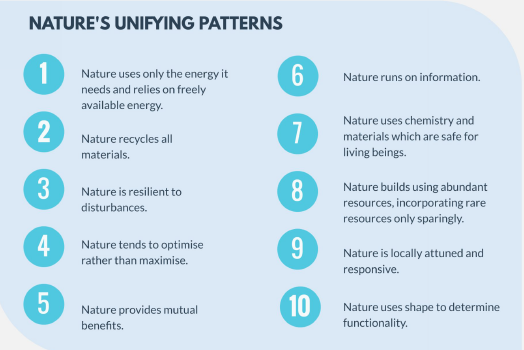 NATURE'S UNIFYING PATTERNS
1
Nature uses only the energy it
needs and relies on freely
available energy.
2
Nature recycles all
materials.
3
Nature is resilient to
disturbances.
4
Nature tends to optimise
rather than maximise.
5
Nature provides mutual
benefits.
6
Nature runs on information.
7
Nature uses chemistry and
materials which are safe for
living beings.
8
Nature builds using abundant
resources, incorporating rare
resources only sparingly.
9
Nature is locally attuned and
responsive.
10
Nature uses shape to determine
functionality.